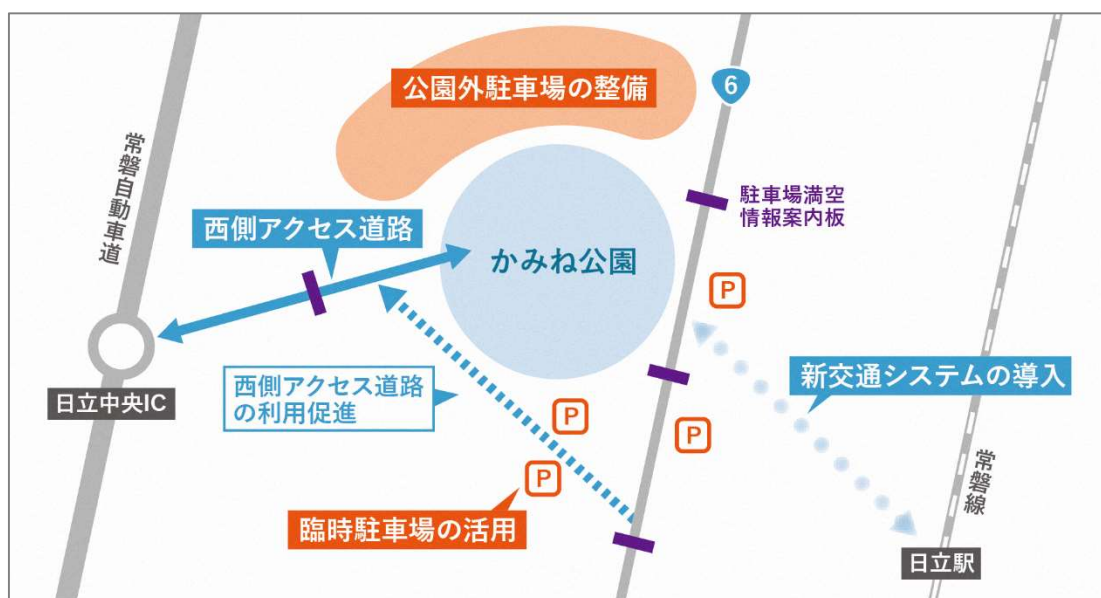 公園外駐車場の整備
6
常磐自動車道
駐車場満空
情報案内板
西側アクセス道路
かみね公園
P
新交通システムの導入
西側アクセス道路
の利用促進
日立中央IC
P
P
P
常磐線
臨時駐車場の活用
日立駅